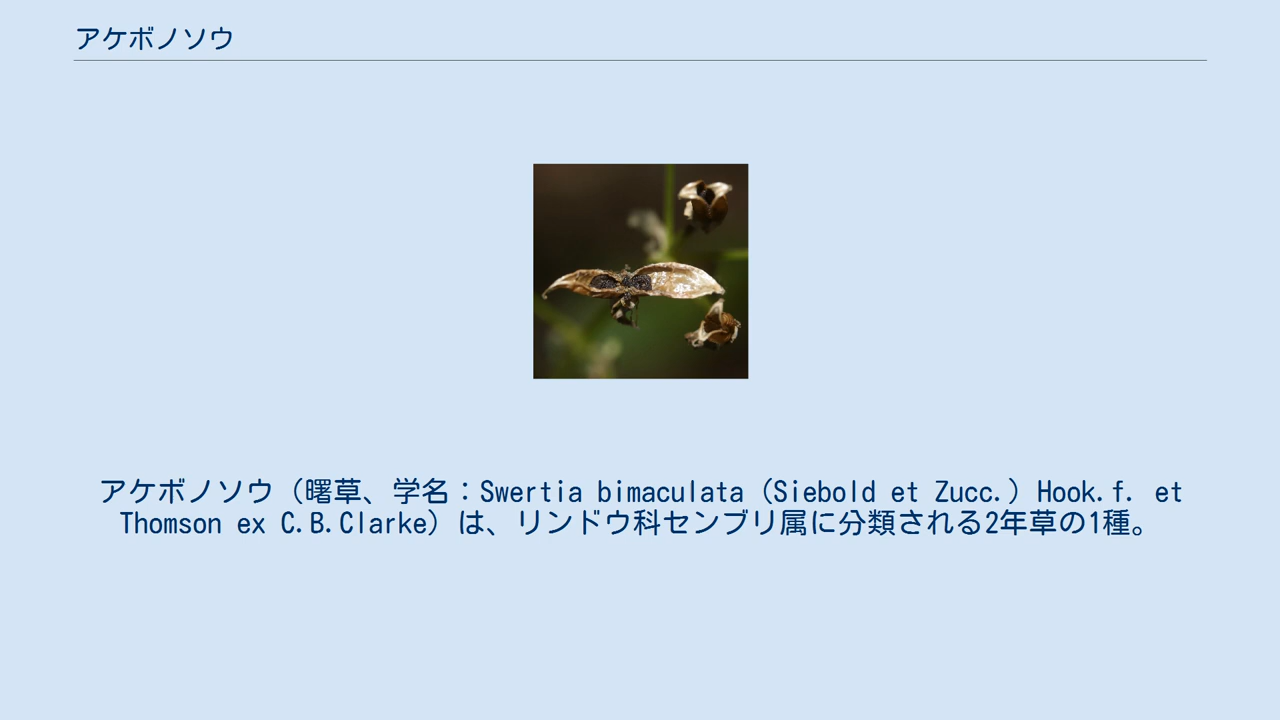 アケボノソウ
アケボノソウ（曙草、学名：Swertia bimaculata（Siebold et Zucc.）Hook.f. et
Thomson ex C.B.Clarke）は、リンドウ科センブリ属に分類される2年草の1種。